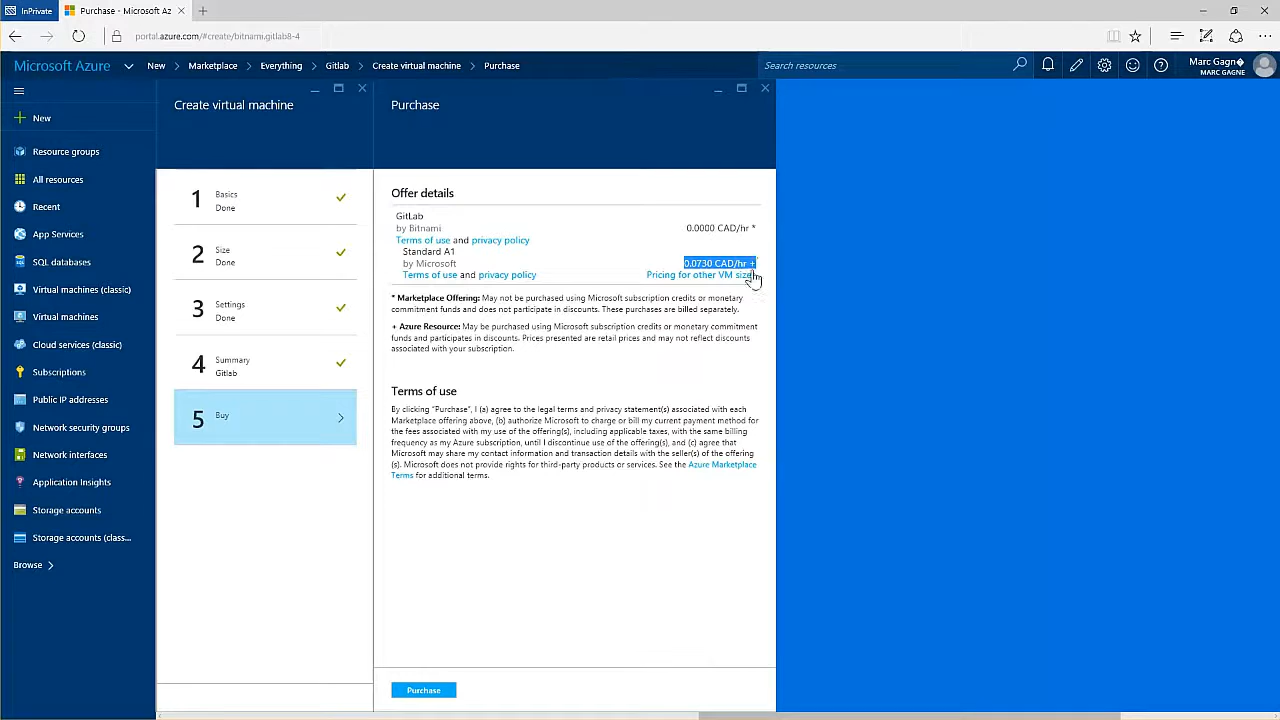 InPrivate
Purchase - Microsoft Az
portal.azure.com/#create/bitnami.gitlab8-4
Microsoft Azure
New > Marketplace > Everything > Gitlab > Create virtual machine > Purchase
Search resources
Marc Gagn�
MARC GAGNE
New
Resource groups
All resources
Recent
App Services
SQL databases
Virtual machines (classic)
Virtual machines
Cloud services (classic)
Subscriptions
Public IP addresses
Network security groups
Network interfaces
Application Insights
Storage accounts
Storage accounts (class...
Browse >
Create virtual machine
1 Basics
Done
2 Size
Done
3 Settings
Done
4 Summary
Gitlab
5 Buy
Purchase
Offer details
GitLab
by Bitnami 0.0000 CAD/hr *
Terms of use and privacy policy
Standard A1
by Microsoft 0.0730 CAD/hr +
Terms of use and privacy policy Pricing for other VM size
* Marketplace Offering: May not be purchased using Microsoft subscription credits or monetary
commitment funds and does not participate in discounts. These purchases are billed separately.
+ Azure Resource: May be purchased using Microsoft subscription credits or monetary commitment
funds and participates in discounts. Prices presented are retail prices and may not reflect discounts
associated with your subscription.
Terms of use
By clicking "Purchase", I (a) agree to the legal terms and privacy statement(s) associated with each
Marketplace offering above, (b) authorize Microsoft to charge or bill my current payment method for
the fees associated with my use of the offering(s), including applicable taxes, with the same billing
frequency as my Azure subscription, until I discontinue use of the offering(s), and (c) agree that
Microsoft may share my contact information and transaction details with the seller(s) of the offering
(s). Microsoft does not provide rights for third-party products or services. See the Azure Marketplace
Terms for additional terms.
Purchase